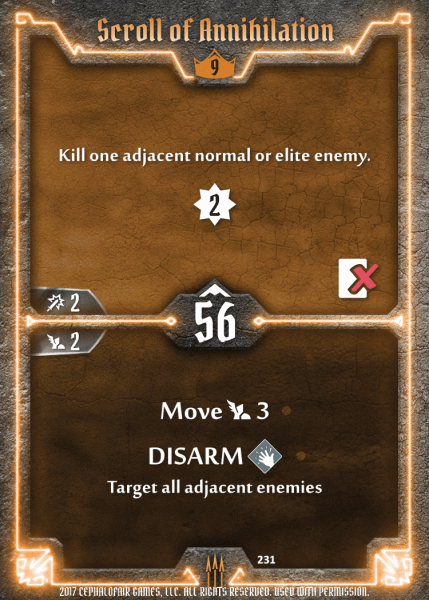 Scroll of Annihilation
9
Kill one adjacent normal or elite enemy.
2
2
56
2
Move 3
DISARM
Target all adjacent enemies
231
2017 CEPHALOFAIR GAMES, LLC. ALL RIGHTS RESERVED. USED WITH PERMISSION.